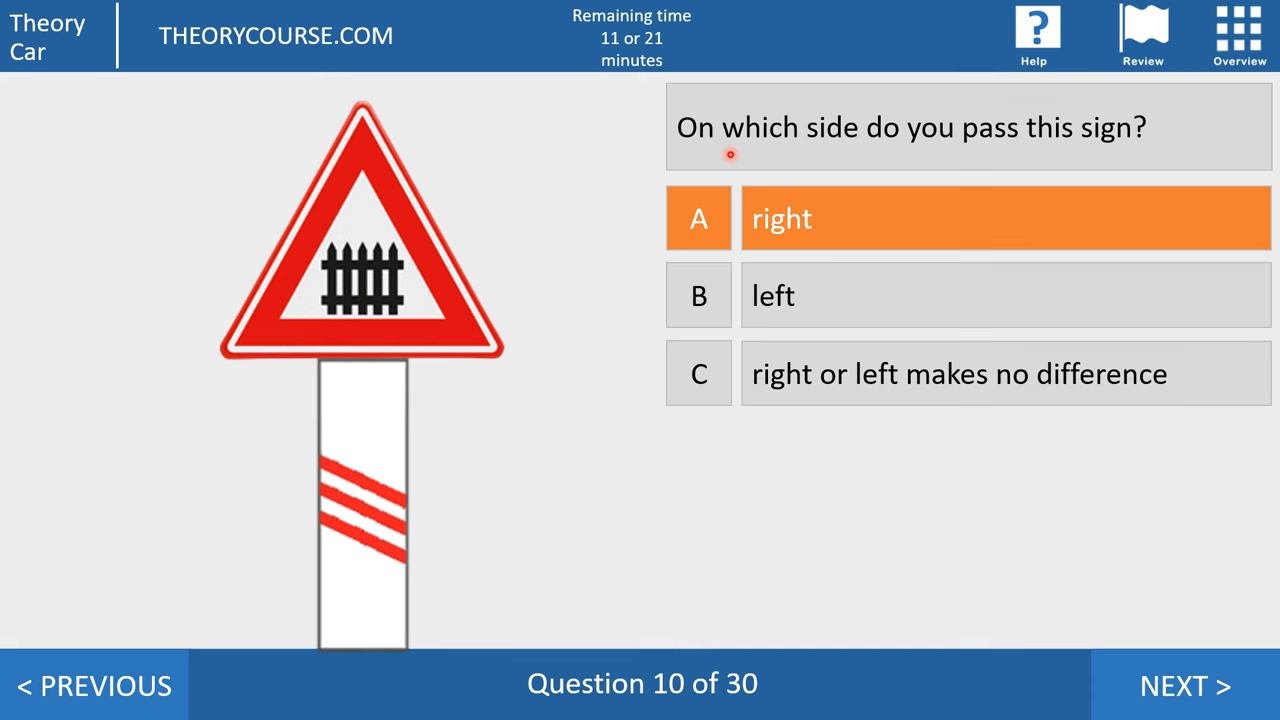 Theory
Car
THEORYCOURSE.COM
Remaining time
11 or 21
minutes
?
Help
Review
Overview
On which side do you pass this sign?
A right
B left
C right or left makes no difference
< PREVIOUS
Question 10 of 30
NEXT >